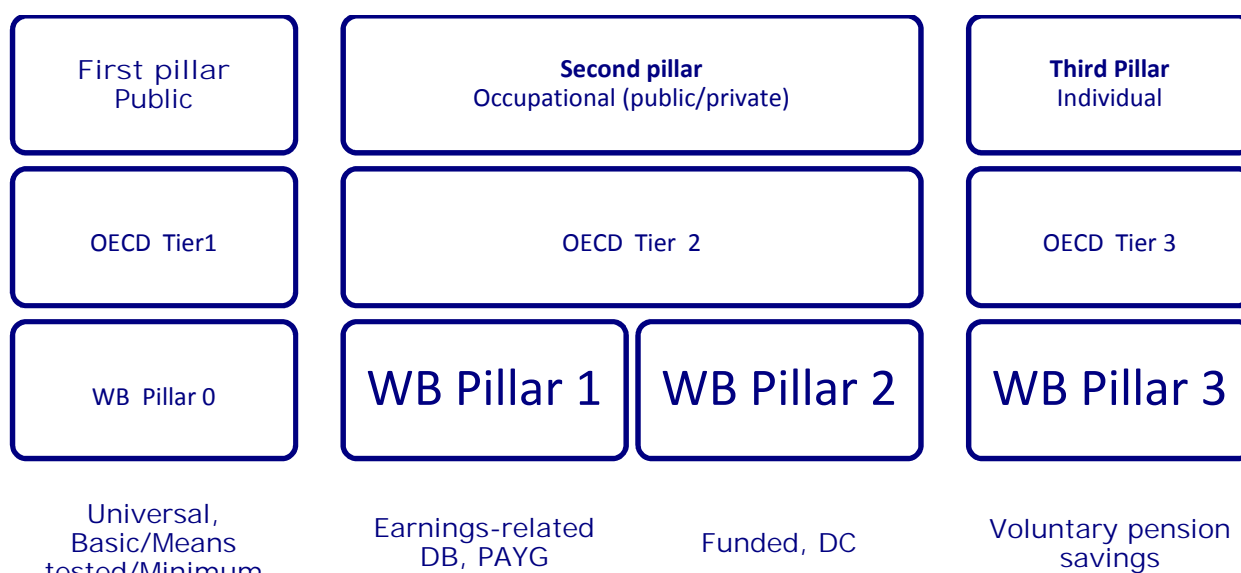 First pillar
Public
Second pillar
Occupational (public/private)
Third Pillar
Individual
OECD Tier1
OECD Tier 2
OECD Tier 3
WB Pillar 0
WB Pillar 1
WB Pillar 2
WB Pillar 3
Universal,
Basic/Means
tested/Minimum
Earnings-related
DB, PAYG
Funded, DC
Voluntary pension
savings